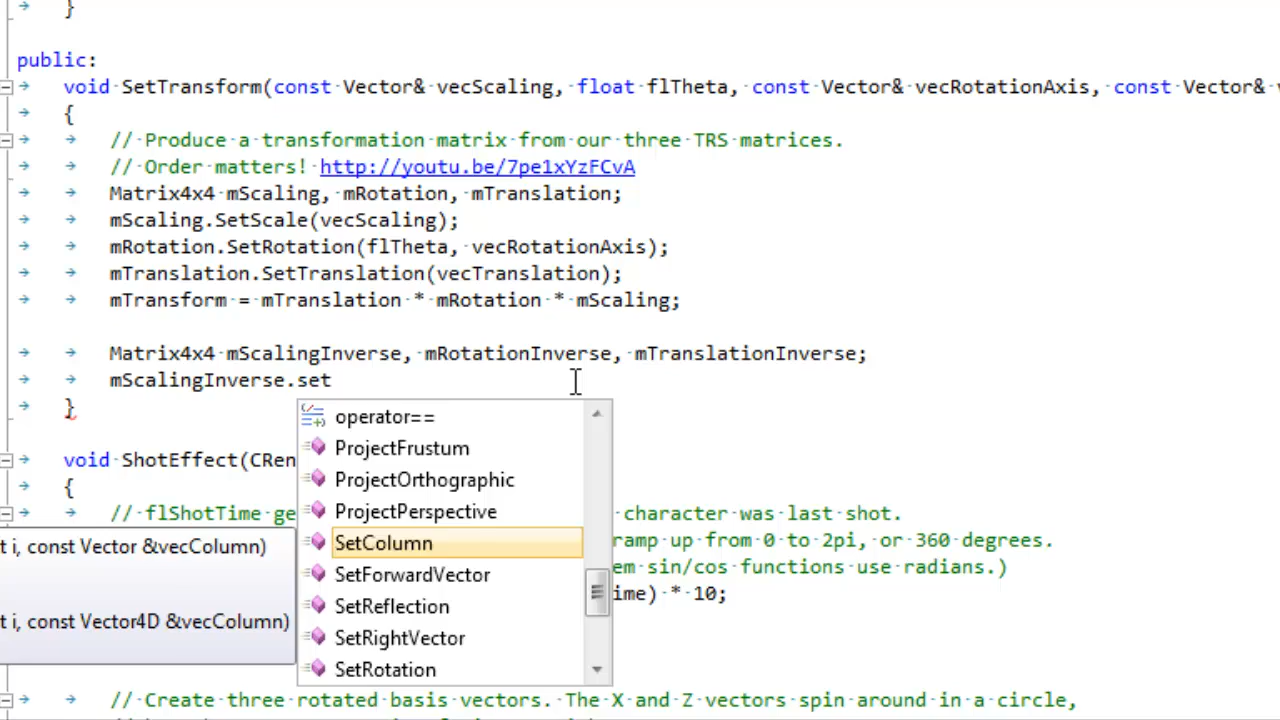 }
public:
void SetTransform(const Vector& vecScaling, float flTheta, const Vector& vecRotationAxis, const Vector& v
{
// Produce a transformation matrix from our three TRS matrices.
// Order matters! http://youtu.be/7pe1xYzFCvA
Matrix4x4 mScaling, mRotation, mTranslation;
mScaling.SetScale(vecScaling);
mRotation.SetRotation(flTheta, vecRotationAxis);
mTranslation.SetTranslation(vecTranslation);
mTransform = mTranslation * mRotation * mScaling;
Matrix4x4 mScalingInverse, mRotationInverse, mTranslationInverse;
mScalingInverse.set
}
operator==
ProjectFrustum
void ShotEffect(CRen
ProjectOrthographic
{
ProjectPerspective
// flShotTime ge character was last shot.
SetColumn
ramp up from 0 to 2pi, or 360 degrees.
t i, const Vector &vecColumn)
SetForwardVector
em sin/cos functions use radians.)
ime) * 10;
SetReflection
t i, const Vector4D &vecColumn)
SetRightVector
SetRotation
// Create three rotated basis vectors. The X and Z vectors spin around in a circle,